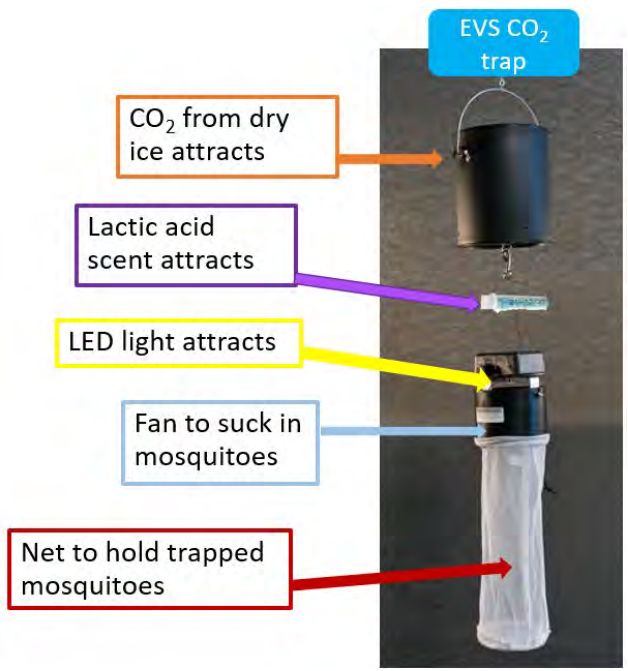 EVS CO₂
trap
CO₂ from dry
ice attracts
Lactic acid
scent attracts
LED light attracts
Fan to suck in
mosquitoes
Net to hold trapped
mosquitoes